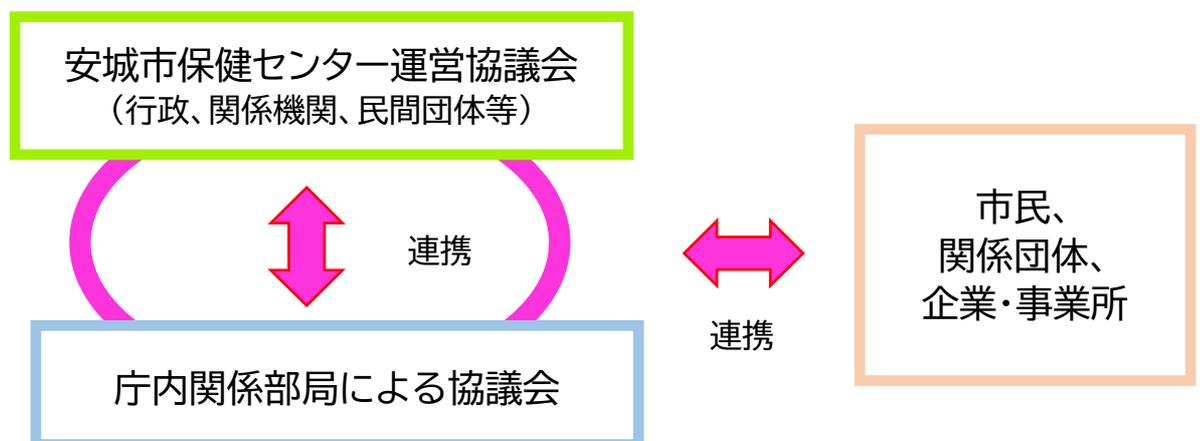 安城市保健センター運営協議会
（行政、関係機関、民間団体等）
連携
庁内関係部局による協議会
連携
市民、
関係団体、
企業・事業所